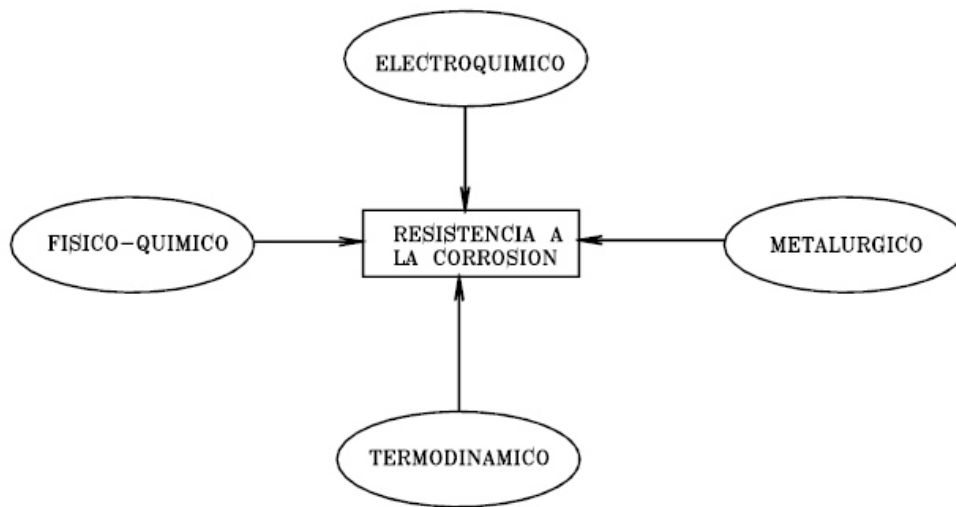 ELECTROQUIMICO
FISICO-QUIMICO
RESISTENCIA A
LA CORROSION
METALURGICO
TERMODINAMICO